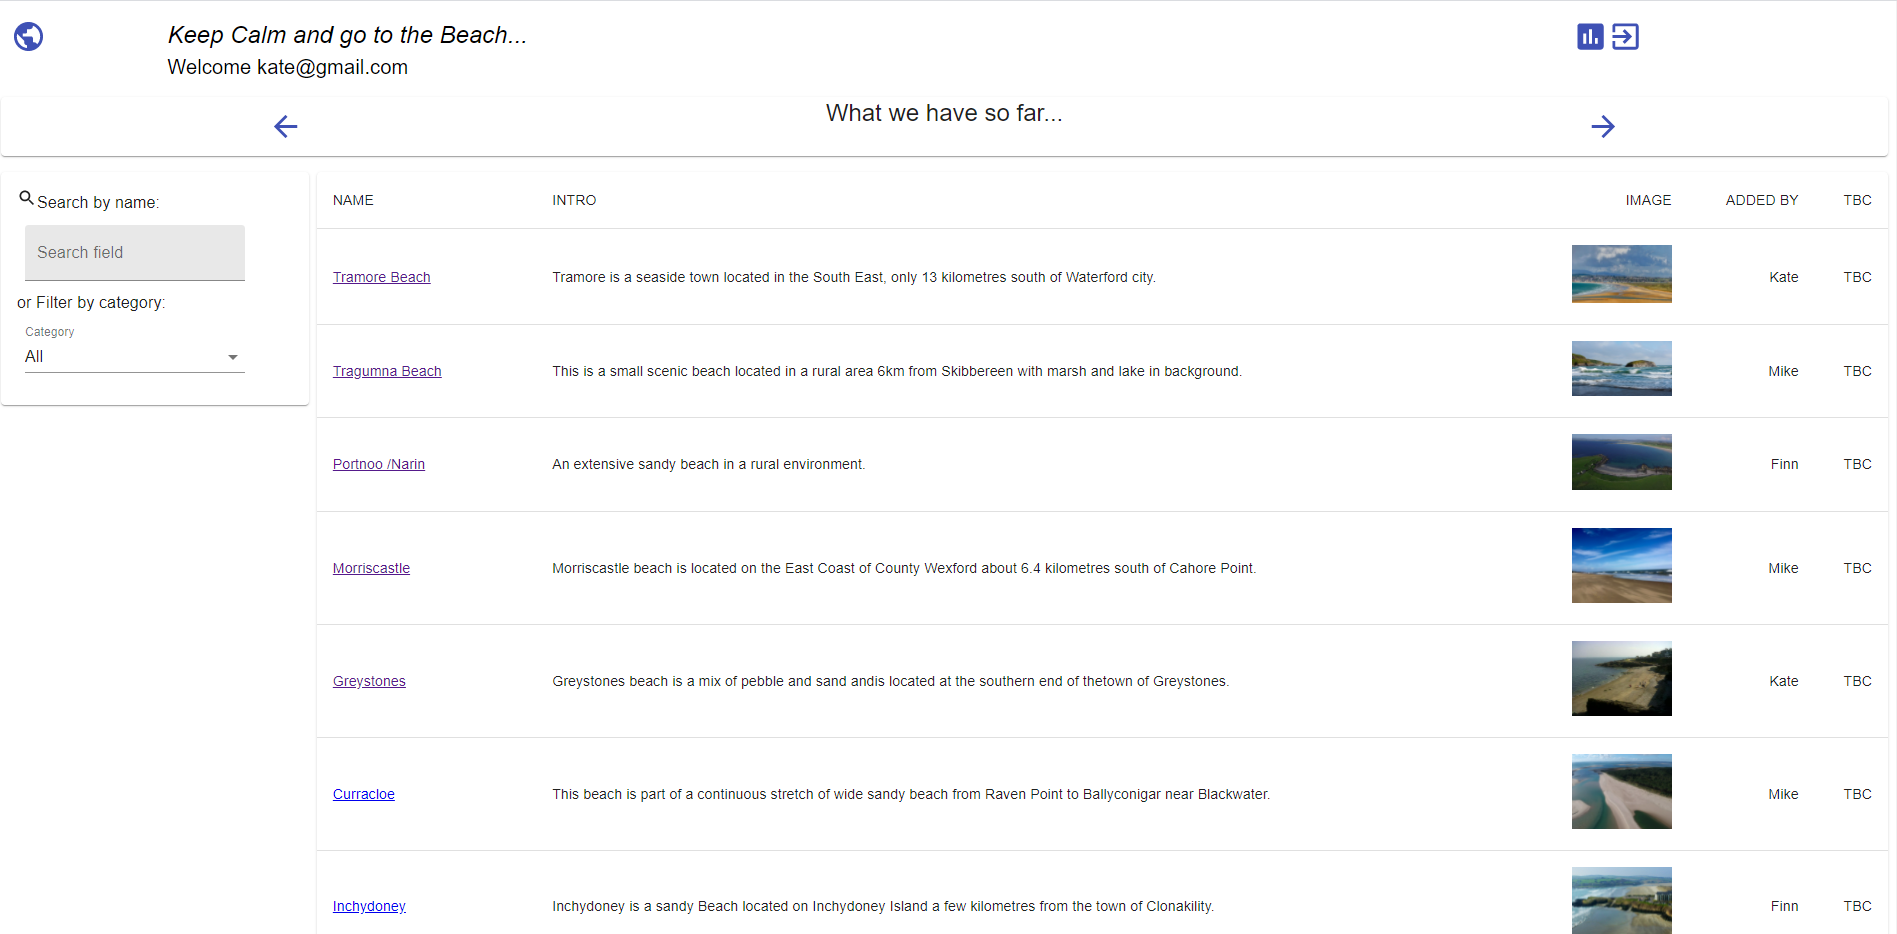 Keep Calm and go to the Beach...
Welcome kate@gmail.com
What we have so far...
Search by name:
Search field
or Filter by category:
Category
All
NAME INTRO IMAGE ADDED BY TBC
Tramore Beach Tramore is a seaside town located in the South East, only 13 kilometres south of Waterford city. Kate TBC
Tragumna Beach This is a small scenic beach located in a rural area 6km from Skibbereen with marsh and lake in background. Mike TBC
Portnoo /Narin An extensive sandy beach in a rural environment. Finn TBC
Morriscastle Morriscastle beach is located on the East Coast of County Wexford about 6.4 kilometres south of Cahore Point. Mike TBC
Greystones Greystones beach is a mix of pebble and sand andis located at the southern end of thetown of Greystones. Kate TBC
Curracloe This beach is part of a continuous stretch of wide sandy beach from Raven Point to Ballyconigar near Blackwater. Mike TBC
Inchydoney Inchydoney is a sandy Beach located on Inchydoney Island a few kilometres from the town of Clonakility. Finn TBC